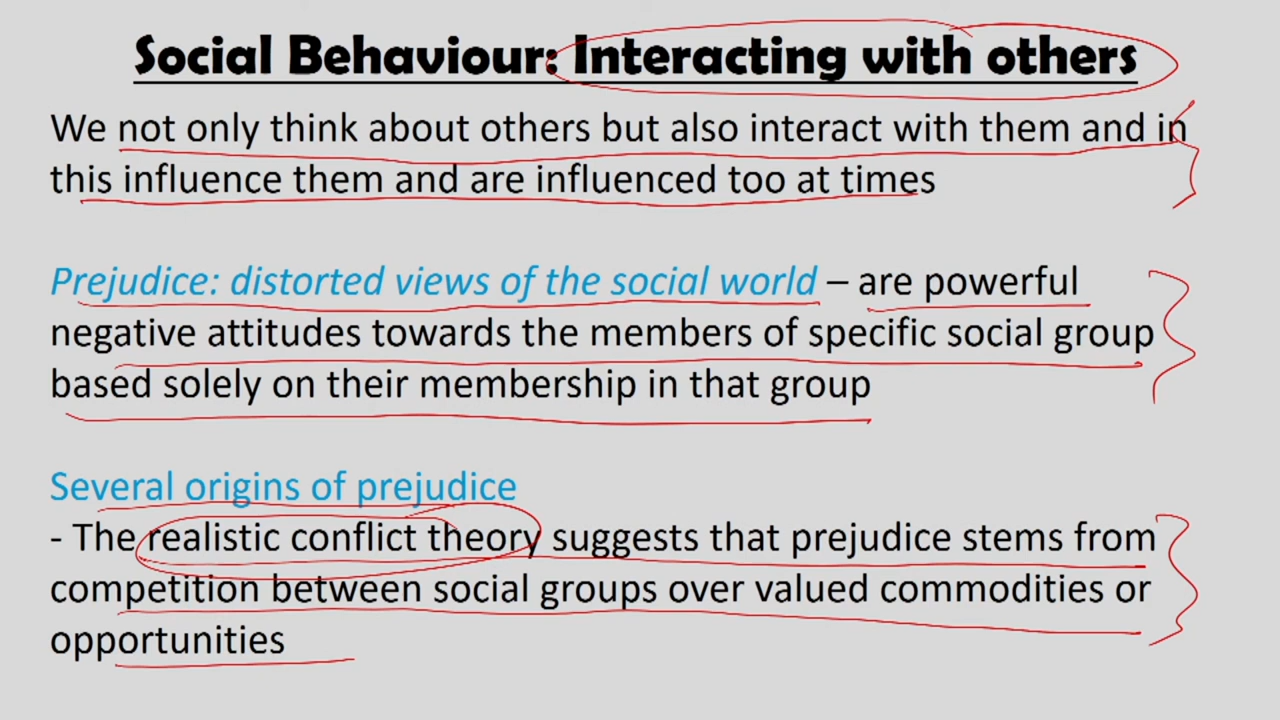 Social Behaviour: Interacting with others
We not only think about others but also interact with them and in
this influence them and are influenced too at times
Prejudice: distorted views of the social world – are powerful
negative attitudes towards the members of specific social group
based solely on their membership in that group
Several origins of prejudice
- The realistic conflict theory suggests that prejudice stems from
competition between social groups over valued commodities or
opportunities